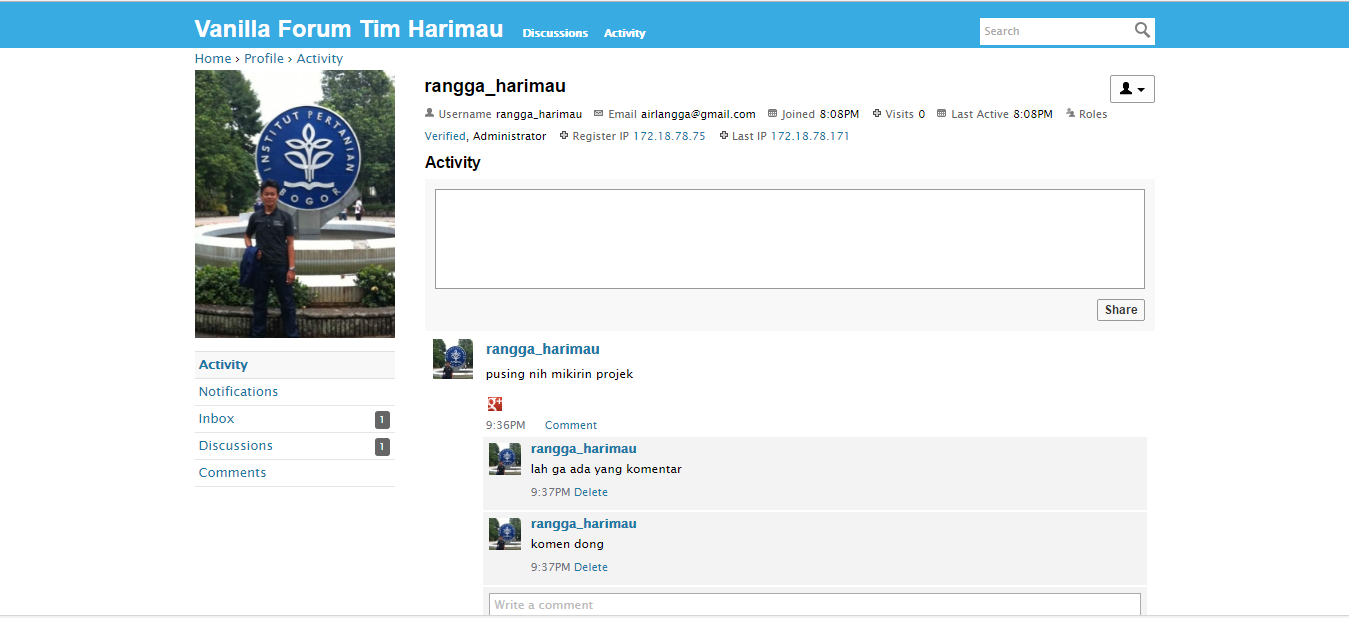 Vanilla Forum Tim Harimau Discussions Activity Search
Home › Profile › Activity
INSTITUT PERTANIAN
BOGOR
Activity
Notifications
Inbox 1
Discussions 1
Comments
rangga_harimau
Username rangga_harimau Email airlangga@gmail.com Joined 8:08PM Visits 0 Last Active 8:08PM Roles
Verified, Administrator Register IP 172.18.78.75 Last IP 172.18.78.171
Activity
Share
rangga_harimau
pusing nih mikirin projek
g+
9:36PM Comment
rangga_harimau
lah ga ada yang komentar
9:37PM Delete
rangga_harimau
komen dong
9:37PM Delete
Write a comment